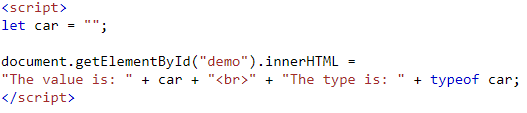 <script>
let car = "";
document.getElementById("demo").innerHTML =
"The value is: " + car + "<br>" + "The type is: " + typeof car;
</script>